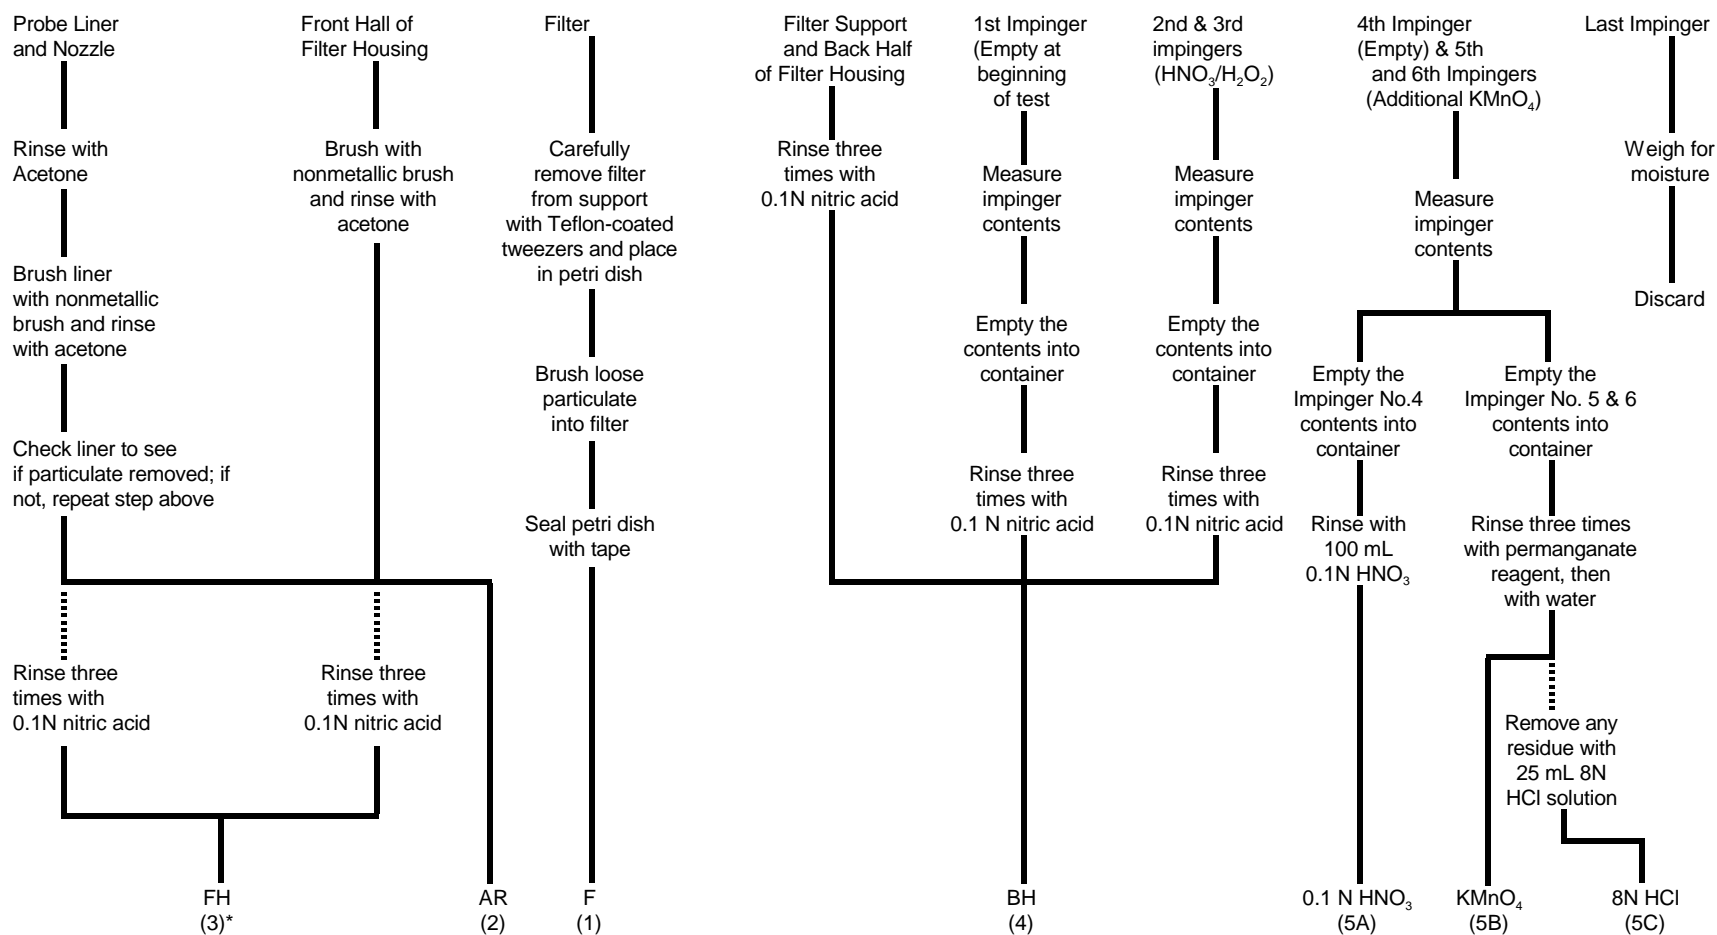 Probe Liner
and Nozzle
Rinse with
Acetone
Brush liner
with nonmetallic
brush and rinse
with acetone
Check liner to see
if particulate removed; if
not, repeat step above
Rinse three
times with
0.1N nitric acid
Front Hall of
Filter Housing
Brush with
nonmetallic brush
and rinse with
acetone
Rinse three
times with
0.1N nitric acid
FH
(3)*
AR
(2)
Filter
Carefully
remove filter
from support
with Teflon-coated
tweezers and place
in petri dish
Brush loose
particulate
into filter
Seal petri dish
with tape
F
(1)
Filter Support
and Back Half
of Filter Housing
Rinse three
times with
0.1N nitric acid
1st Impinger
(Empty at
beginning
of test
Measure
impinger
contents
Empty the
contents into
container
Rinse three
times with
0.1 N nitric acid
2nd & 3rd
impingers
(HNO₃/H₂O₂)
Measure
impinger
contents
Empty the
contents into
container
Rinse three
times with
0.1N nitric acid
BH
(4)
4th Impinger
(Empty) & 5th
and 6th Impingers
(Additional KMnO₄)
Measure
impinger
contents
Empty the
Impinger No.4
contents into
container
Rinse with
100 mL
0.1N HNO₃
0.1 N HNO₃
(5A)
Empty the
Impinger No. 5 & 6
contents into
container
Rinse three times
with permanganate
reagent, then
with water
KMnO₄
(5B)
Remove any
residue with
25 mL 8N
HCl solution
8N HCl
(5C)
Last Impinger
Weigh for
moisture
Discard